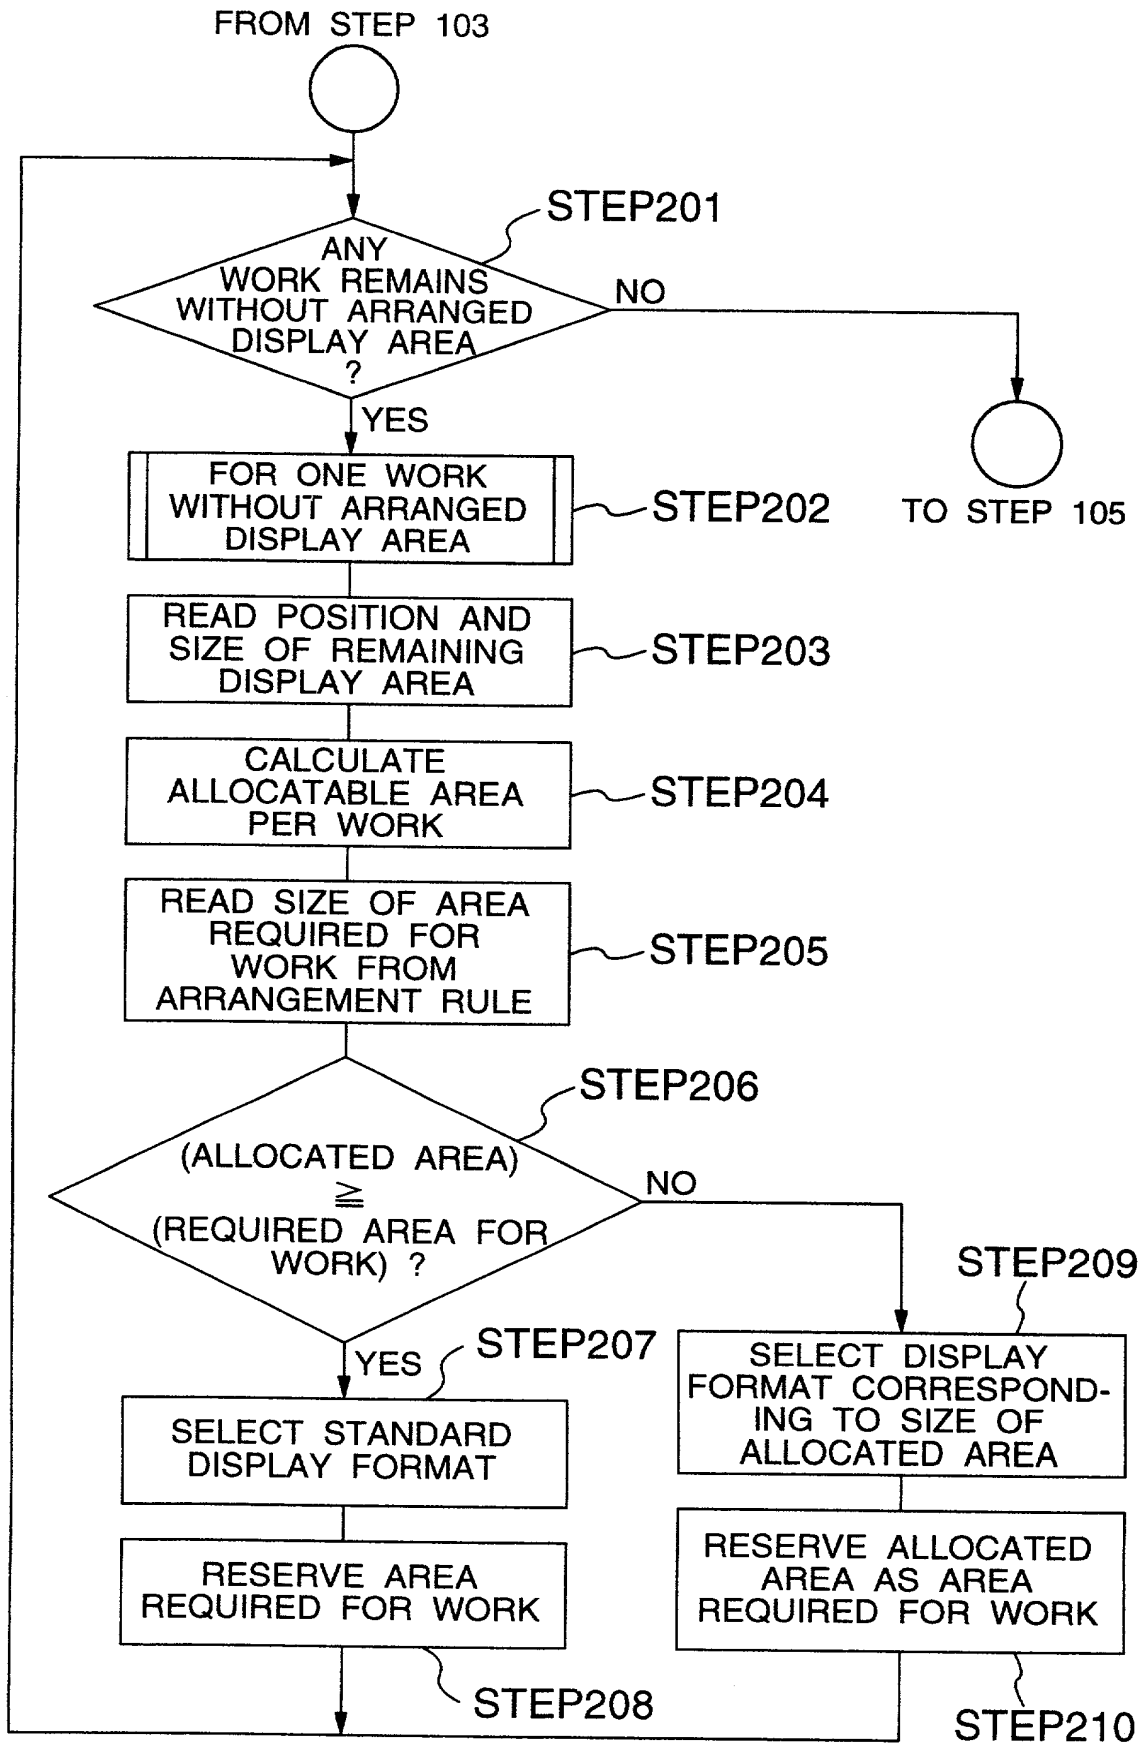 FROM STEP 103
STEP201
ANY
WORK REMAINS
WITHOUT ARRANGED
DISPLAY AREA
?
NO
YES
TO STEP 105
FOR ONE WORK
WITHOUT ARRANGED
DISPLAY AREA
STEP202
READ POSITION AND
SIZE OF REMAINING
DISPLAY AREA
STEP203
CALCULATE
ALLOCATABLE AREA
PER WORK
STEP204
READ SIZE OF AREA
REQUIRED FOR
WORK FROM
ARRANGEMENT RULE
STEP205
STEP206
(ALLOCATED AREA)
≧
(REQUIRED AREA FOR
WORK) ?
NO
YES
STEP207
SELECT STANDARD
DISPLAY FORMAT
RESERVE AREA
REQUIRED FOR WORK
STEP208
STEP209
SELECT DISPLAY
FORMAT CORRESPOND-
ING TO SIZE OF
ALLOCATED AREA
RESERVE ALLOCATED
AREA AS AREA
REQUIRED FOR WORK
STEP210